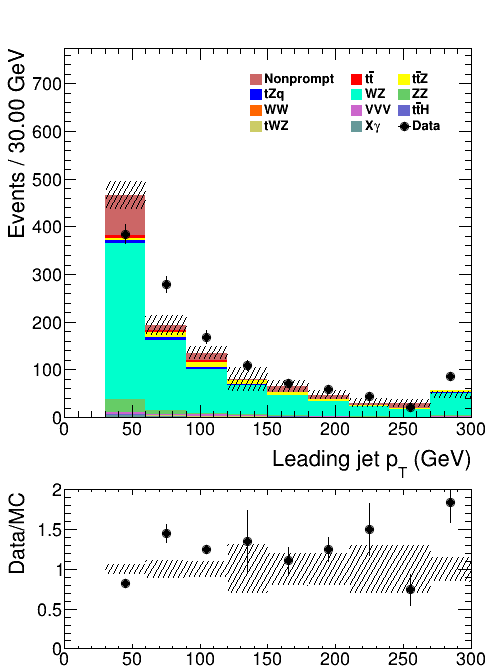 Events / 30.00 GeV
700
600
500
400
300
200
100
0
Nonprompt tt̄ tt̄Z
tZq WZ ZZ
WW VVV tt̄H
tWZ Xγ Data
0 50 100 150 200 250 300
Leading jet pT (GeV)
Data/MC
2
1.5
1
0.5
0
0 50 100 150 200 250 300